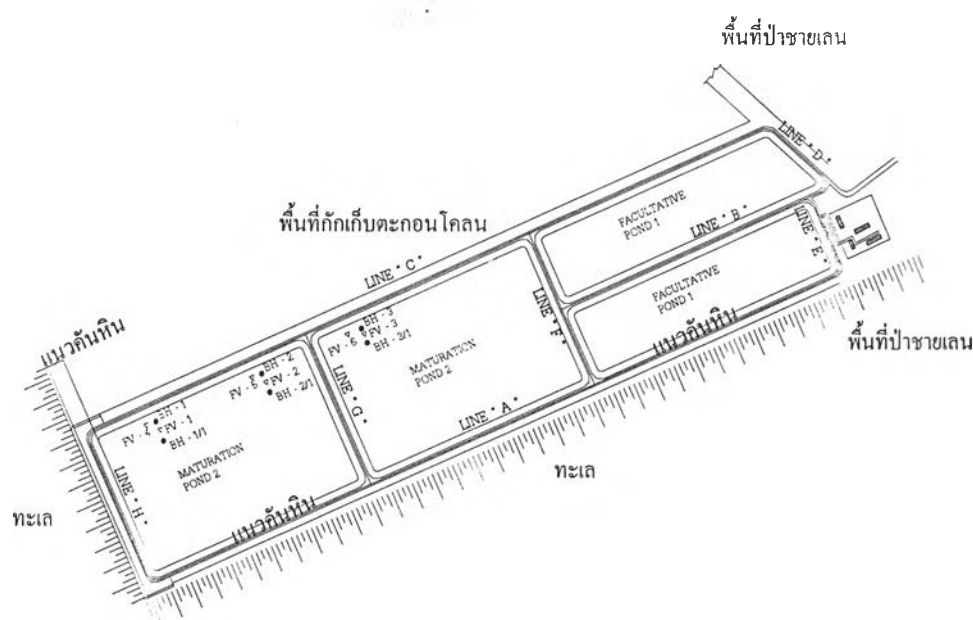 พื้นที่ป่าชายเลน
LINE "D"
FACULTATIVE
POND 1
LINE "B"
LINE "E"
พื้นที่กักเก็บตะกอนโคลน
LINE "C"
FACULTATIVE
POND 1
แนวคันหิน
พื้นที่ป่าชายเลน
BH - 3
FV - 6
FV - 3
BH - 3/1
LINE "F"
MATURATION
POND 2
LINE "G"
LINE "A"
แนวคันหิน
BH - 2
FV - 5
FV - 2
BH - 2/1
BH - 1
FV - 4
FV - 1
BH - 1/1
MATURATION
POND 2
LINE "H"
แนวคันหิน
ทะเล
ทะเล